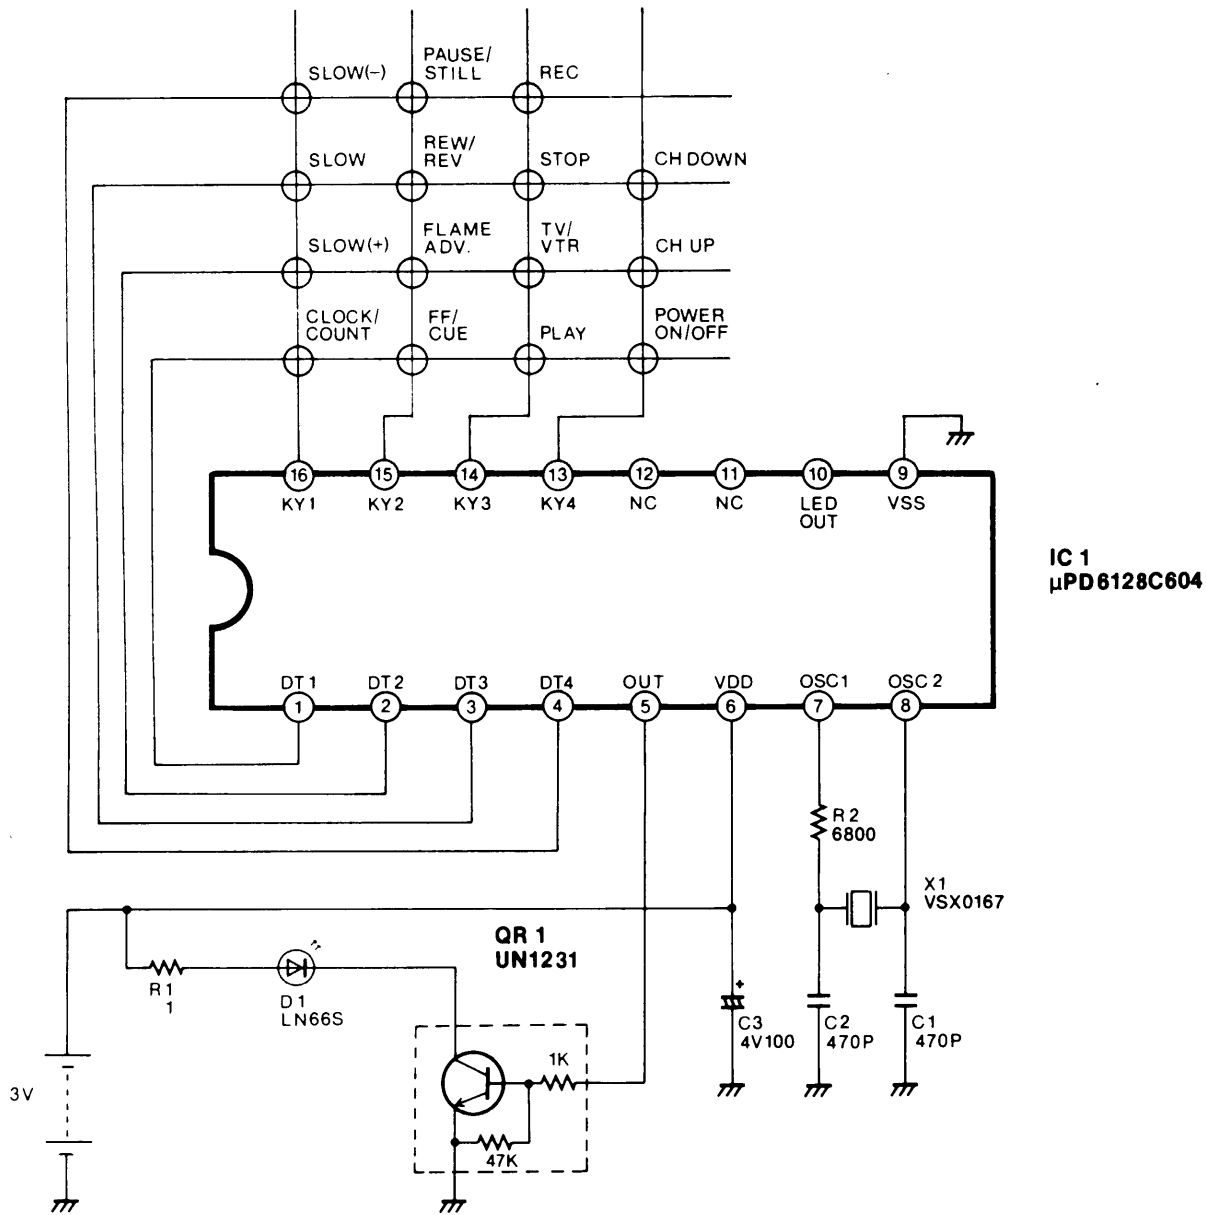 SLOW(−)
PAUSE/
STILL
REC
SLOW
REW/
REV
STOP
CH DOWN
SLOW(+)
FLAME
ADV.
TV/
VTR
CH UP
CLOCK/
COUNT
FF/
CUE
PLAY
POWER
ON/OFF
16 15 14 13 12 11 10 9
KY1 KY2 KY3 KY4 NC NC LED
OUT
VSS
IC 1
µPD6128C604
DT1 DT2 DT3 DT4 OUT VDD OSC1 OSC2
1 2 3 4 5 6 7 8
R2
6800
X1
VSX0167
QR 1
UN1231
R1
1
D1
LN66S
+
C3
4V100
C2
470P
C1
470P
1K
3V
47K